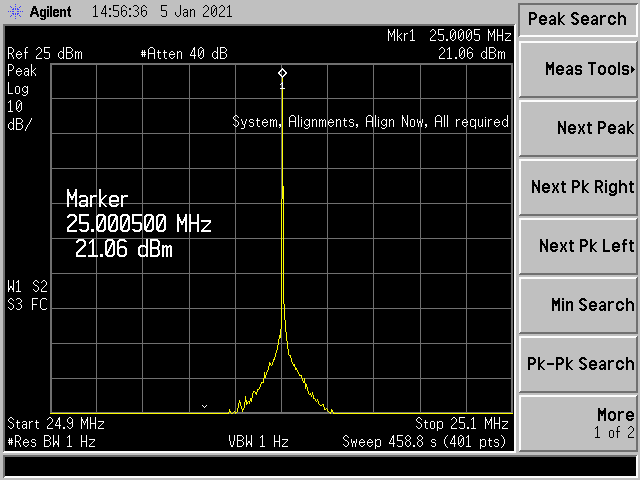 Agilent 14:56:36 5 Jan 2021
Peak Search
Mkr1 25.0005 MHz
Ref 25 dBm #Atten 40 dB 21.06 dBm
Peak
Log
10
dB/
1
System, Alignments, Align Now, All required
Marker
25.000500 MHz
21.06 dBm
W1 S2
S3 FC
Start 24.9 MHz Stop 25.1 MHz
#Res BW 1 Hz VBW 1 Hz Sweep 458.8 s (401 pts)
Meas Tools
Next Peak
Next Pk Right
Next Pk Left
Min Search
Pk-Pk Search
More
1 of 2